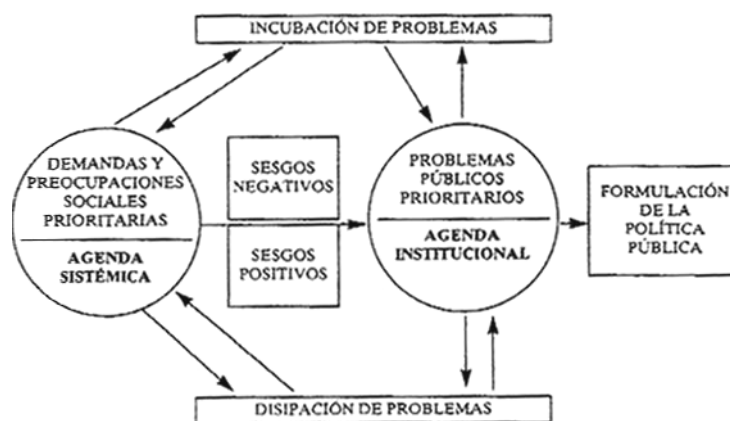 INCUBACIÓN DE PROBLEMAS
DEMANDAS Y
PREOCUPACIONES
SOCIALES
PRIORITARIAS
AGENDA
SISTÉMICA
SESGOS
NEGATIVOS
SESGOS
POSITIVOS
PROBLEMAS
PÚBLICOS
PRIORITARIOS
AGENDA
INSTITUCIONAL
FORMULACIÓN
DE LA
POLÍTICA
PÚBLICA
DISIPACIÓN DE PROBLEMAS